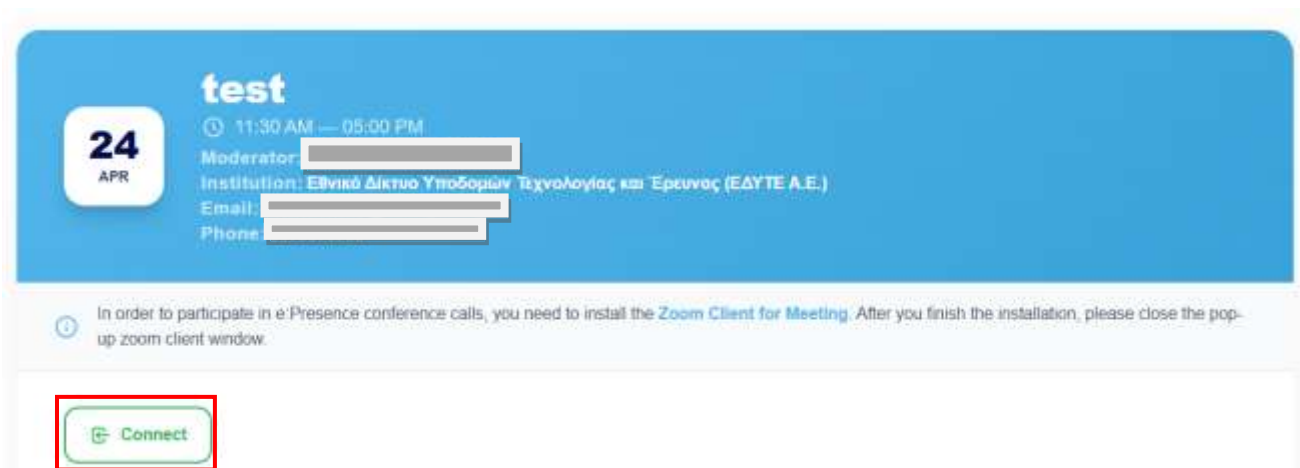 test
24
APR
11:30 AM — 05:00 PM
Moderator:
Institution: Εθνικό Δίκτυο Υποδομών Τεχνολογίας και Έρευνας (ΕΔΥΤΕ Α.Ε.)
Email:
Phone:
In order to participate in e:Presence conference calls, you need to install the Zoom Client for Meeting. After you finish the installation, please close the pop-
up zoom client window.
Connect